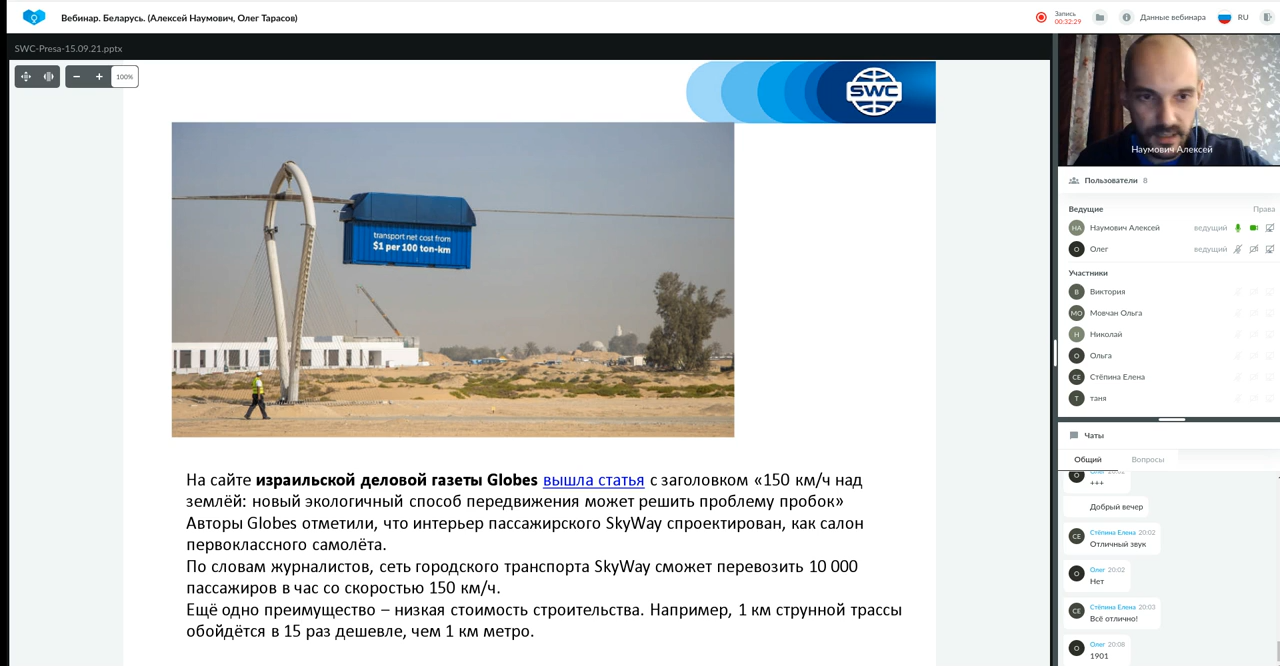 Вебинар. Беларусь. (Алексей Наумович, Олег Тарасов)
Запись
00:32:29
Данные вебинара
RU
SWC-Presa-15.09.21.pptx
100%
SWC
transport net cost from
$1 per 100 ton-km
На сайте израильской деловой газеты Globes вышла статья с заголовком «150 км/ч над
землёй: новый экологичный способ передвижения может решить проблему пробок»
Авторы Globes отметили, что интерьер пассажирского SkyWay спроектирован, как салон
первоклассного самолёта.
По словам журналистов, сеть городского транспорта SkyWay сможет перевозить 10 000
пассажиров в час со скоростью 150 км/ч.
Ещё одно преимущество – низкая стоимость строительства. Например, 1 км струнной трассы
обойдётся в 15 раз дешевле, чем 1 км метро.
Наумович Алексей
Пользователи 8
Ведущие Права
НА Наумович Алексей ведущий
О Олег ведущий
Участники
В Виктория
МО Мовчан Ольга
Н Николай
О Ольга
СЕ Стёпина Елена
Т таня
Чаты
Общий Вопросы
О
+++
Добрый вечер
СЕ Стёпина Елена 20:02
Отличный звук
О Олег 20:02
Нет
СЕ Стёпина Елена 20:03
Всё отлично!
О Олег 20:08
1901